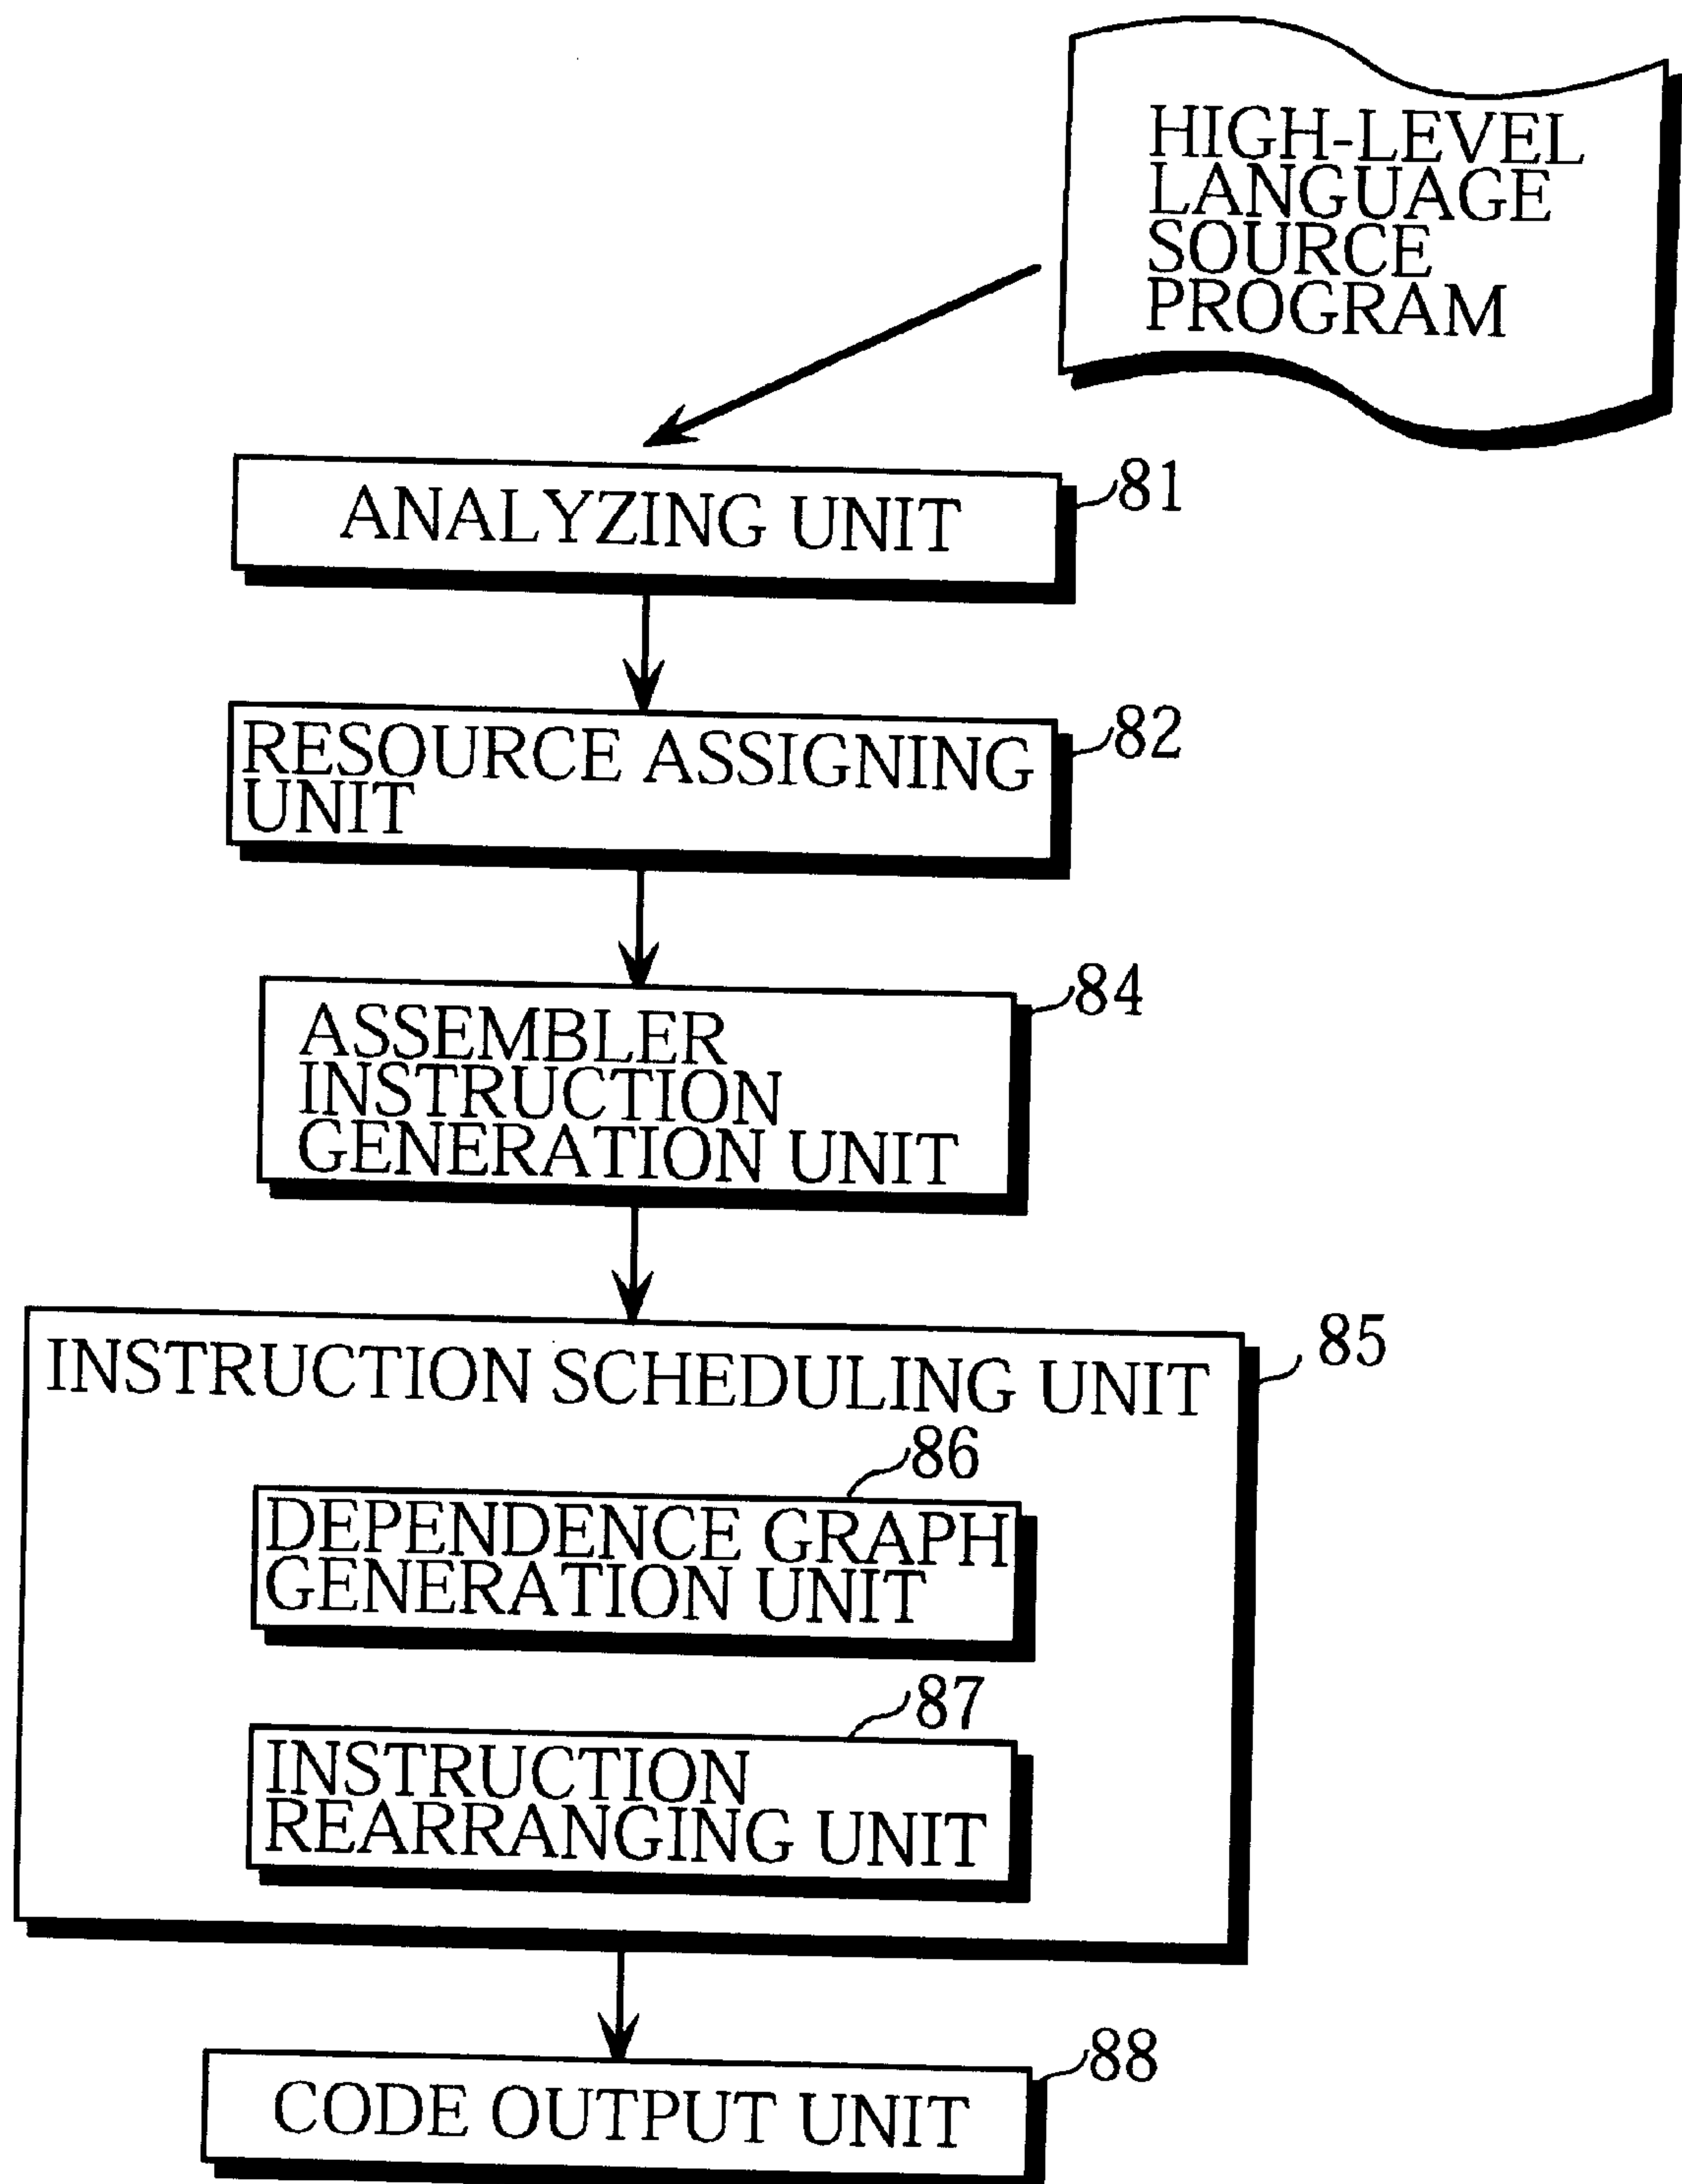 HIGH-LEVEL
LANGUAGE
SOURCE
PROGRAM
ANALYZING UNIT
81
RESOURCE ASSIGNING
UNIT
82
ASSEMBLER
INSTRUCTION
GENERATION UNIT
84
INSTRUCTION SCHEDULING UNIT
85
86
DEPENDENCE GRAPH
GENERATION UNIT
87
INSTRUCTION
REARRANGING UNIT
CODE OUTPUT UNIT
88